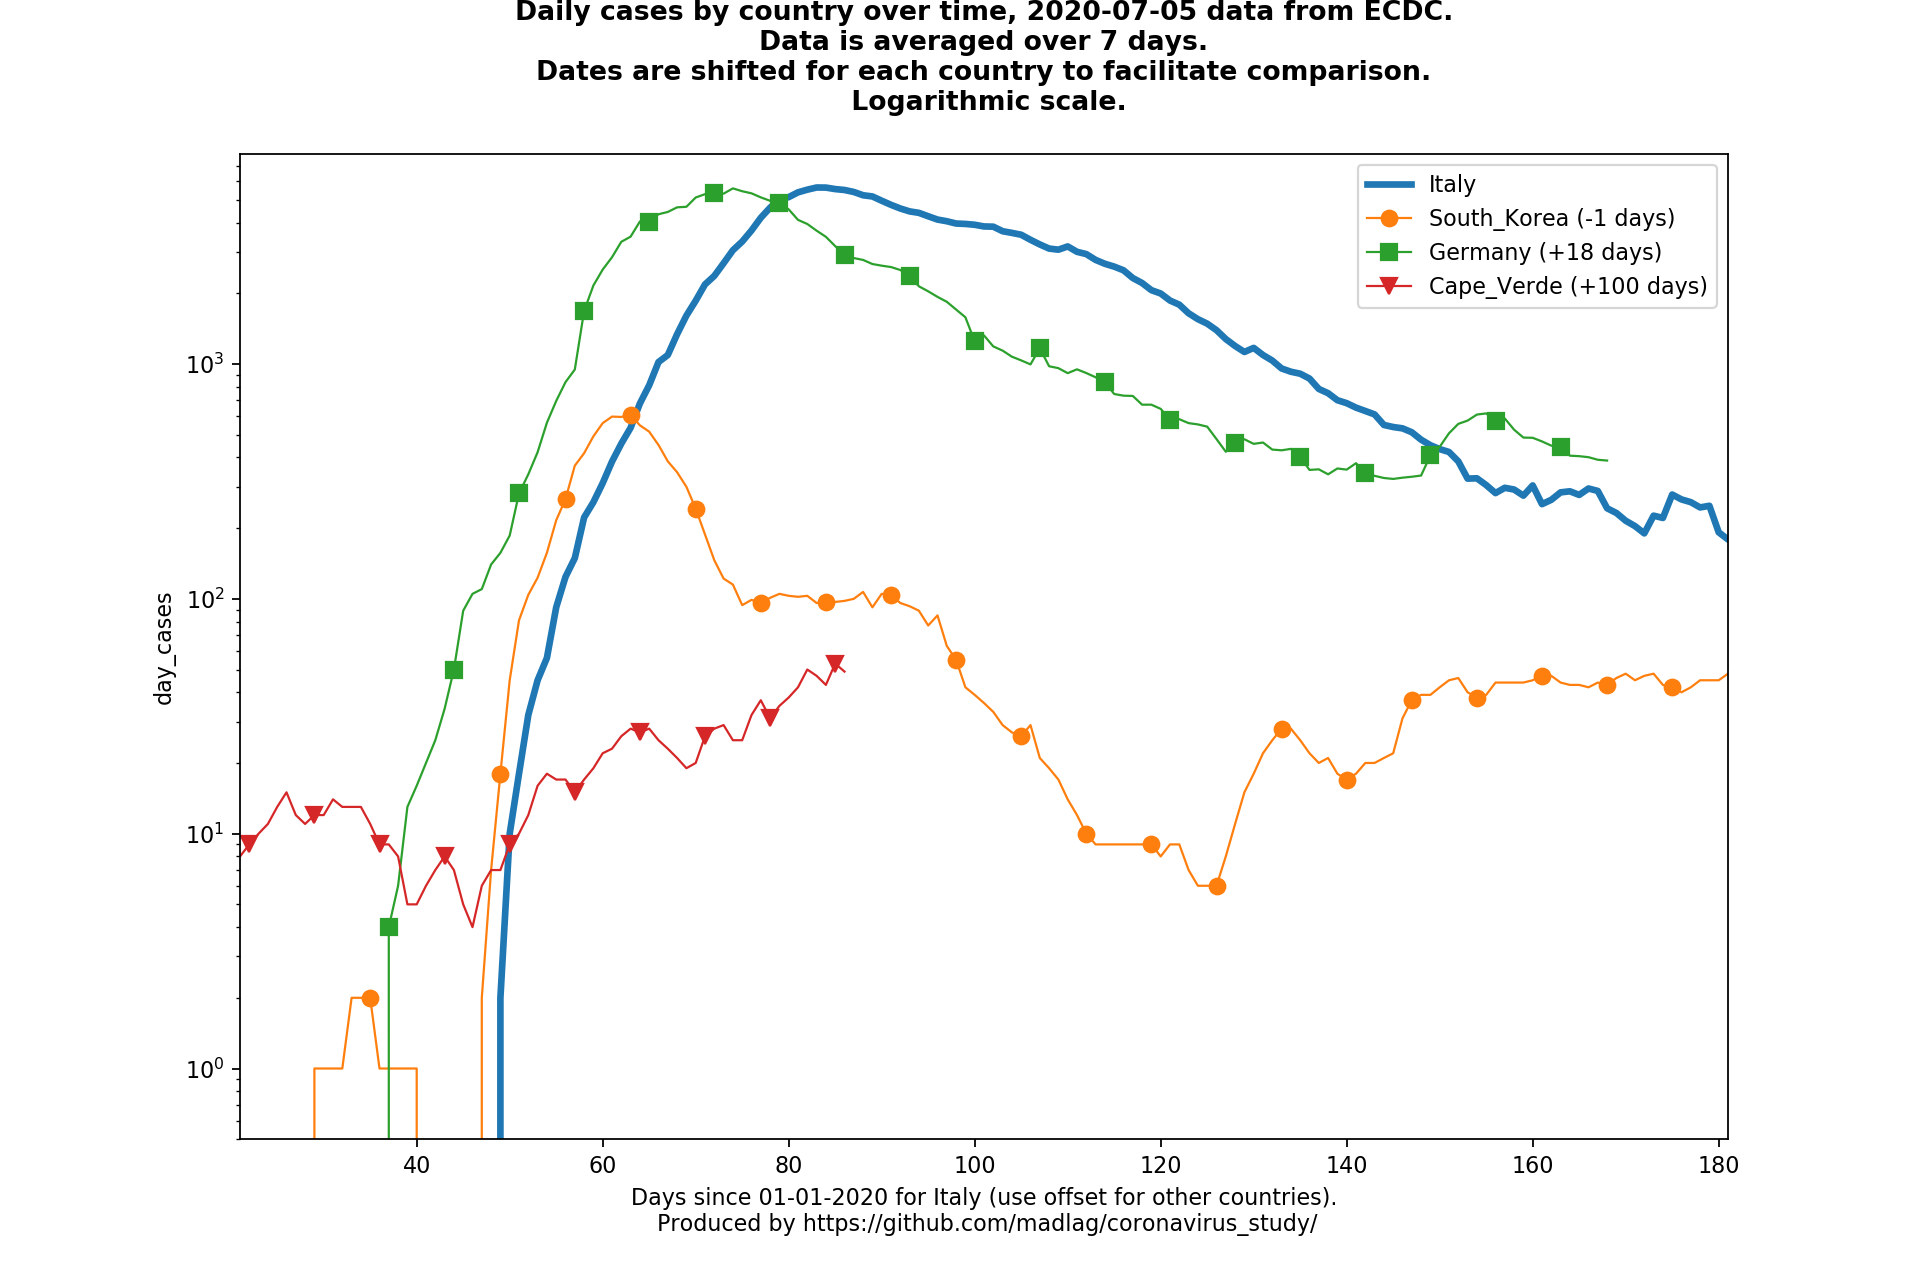 Daily cases by country over time, 2020-07-05 data from ECDC.
Data is averaged over 7 days.
Dates are shifted for each country to facilitate comparison.
Logarithmic scale.
Italy
South_Korea (-1 days)
Germany (+18 days)
Cape_Verde (+100 days)
day_cases
10³
10²
10¹
10⁰
40 60 80 100 120 140 160 180
Days since 01-01-2020 for Italy (use offset for other countries).
Produced by https://github.com/madlag/coronavirus_study/